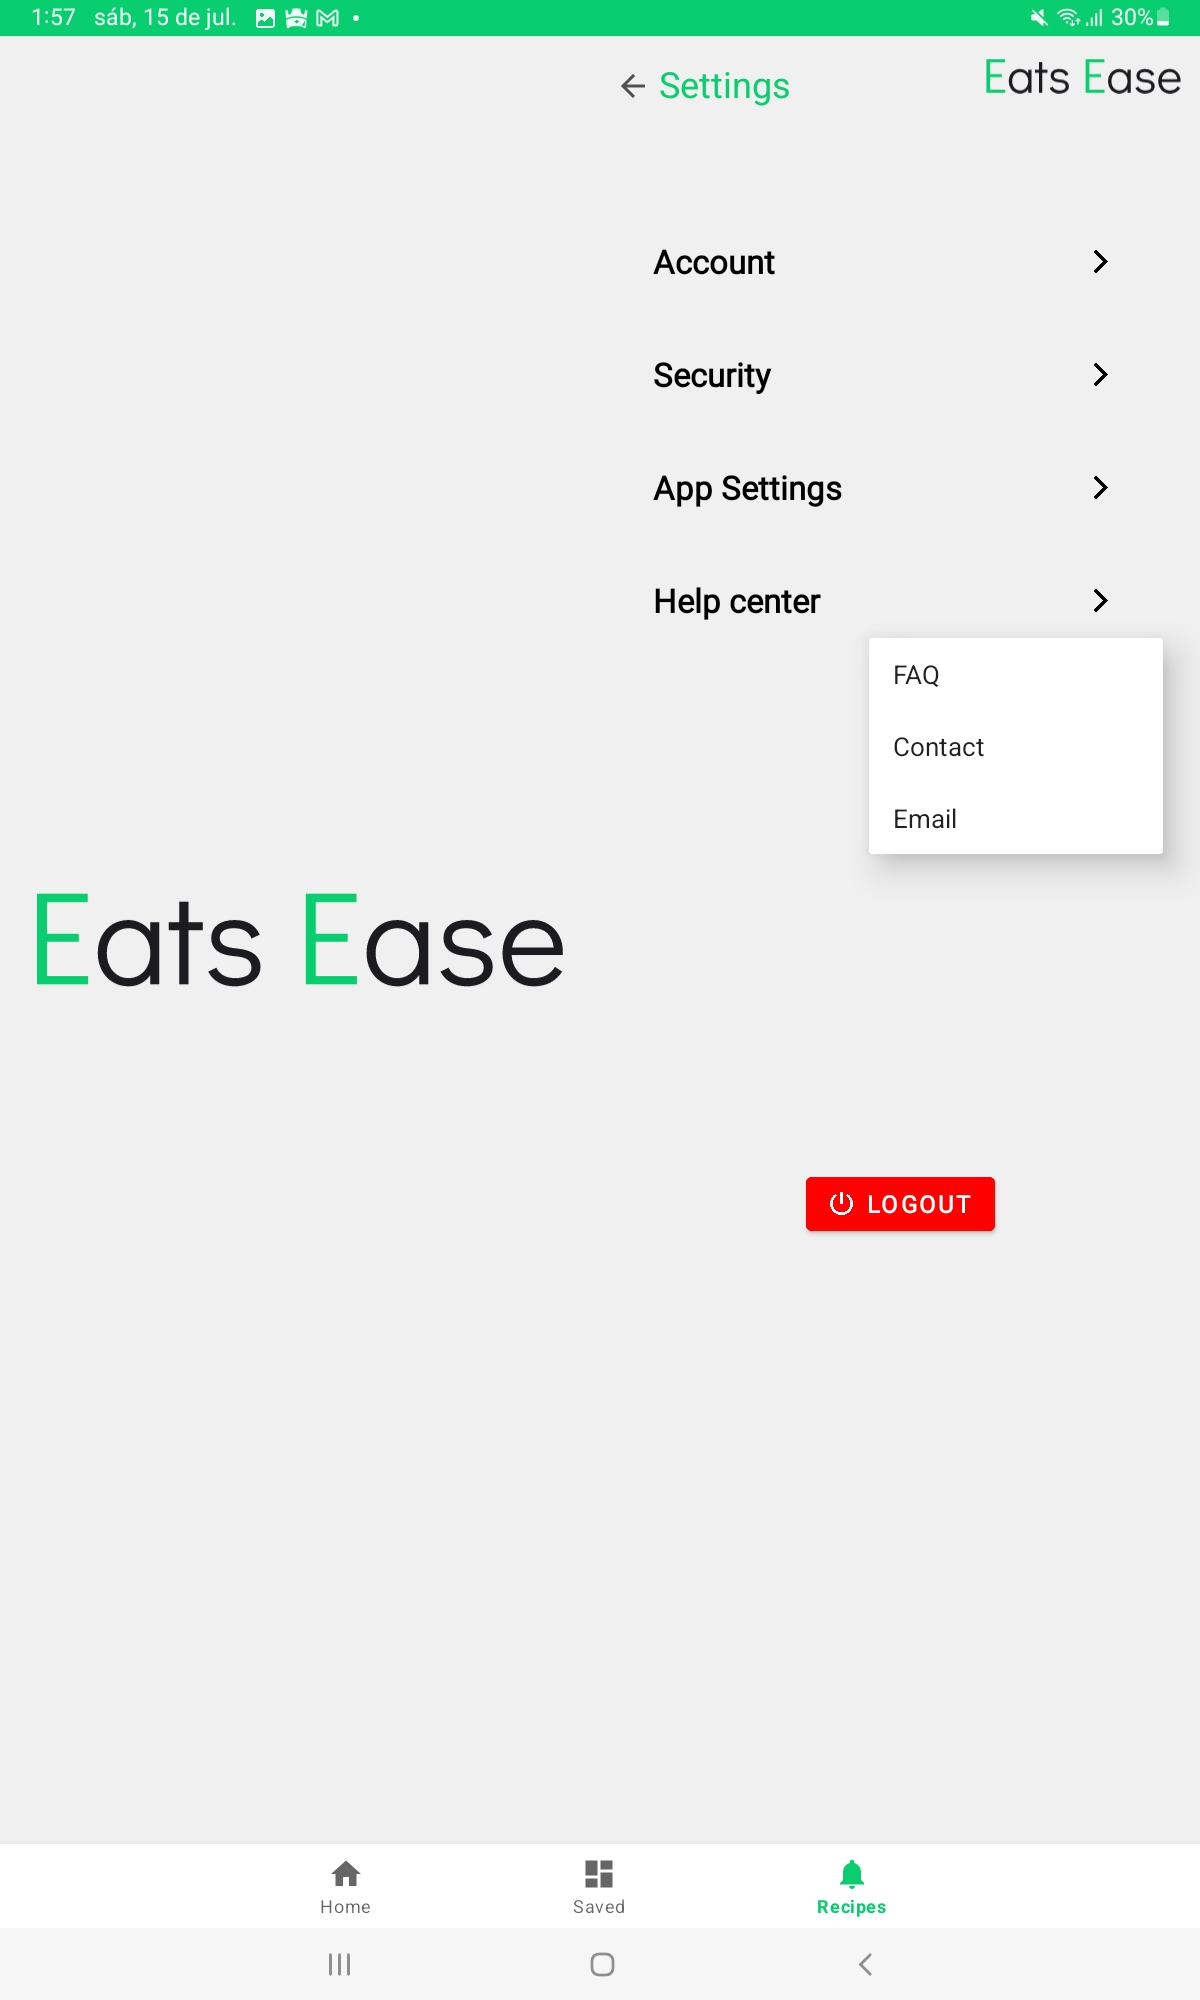 1:57 sáb, 15 de jul. 30%
Settings
Eats Ease
Account
Security
App Settings
Help center
FAQ
Contact
Email
Eats Ease
LOGOUT
Home
Saved
Recipes